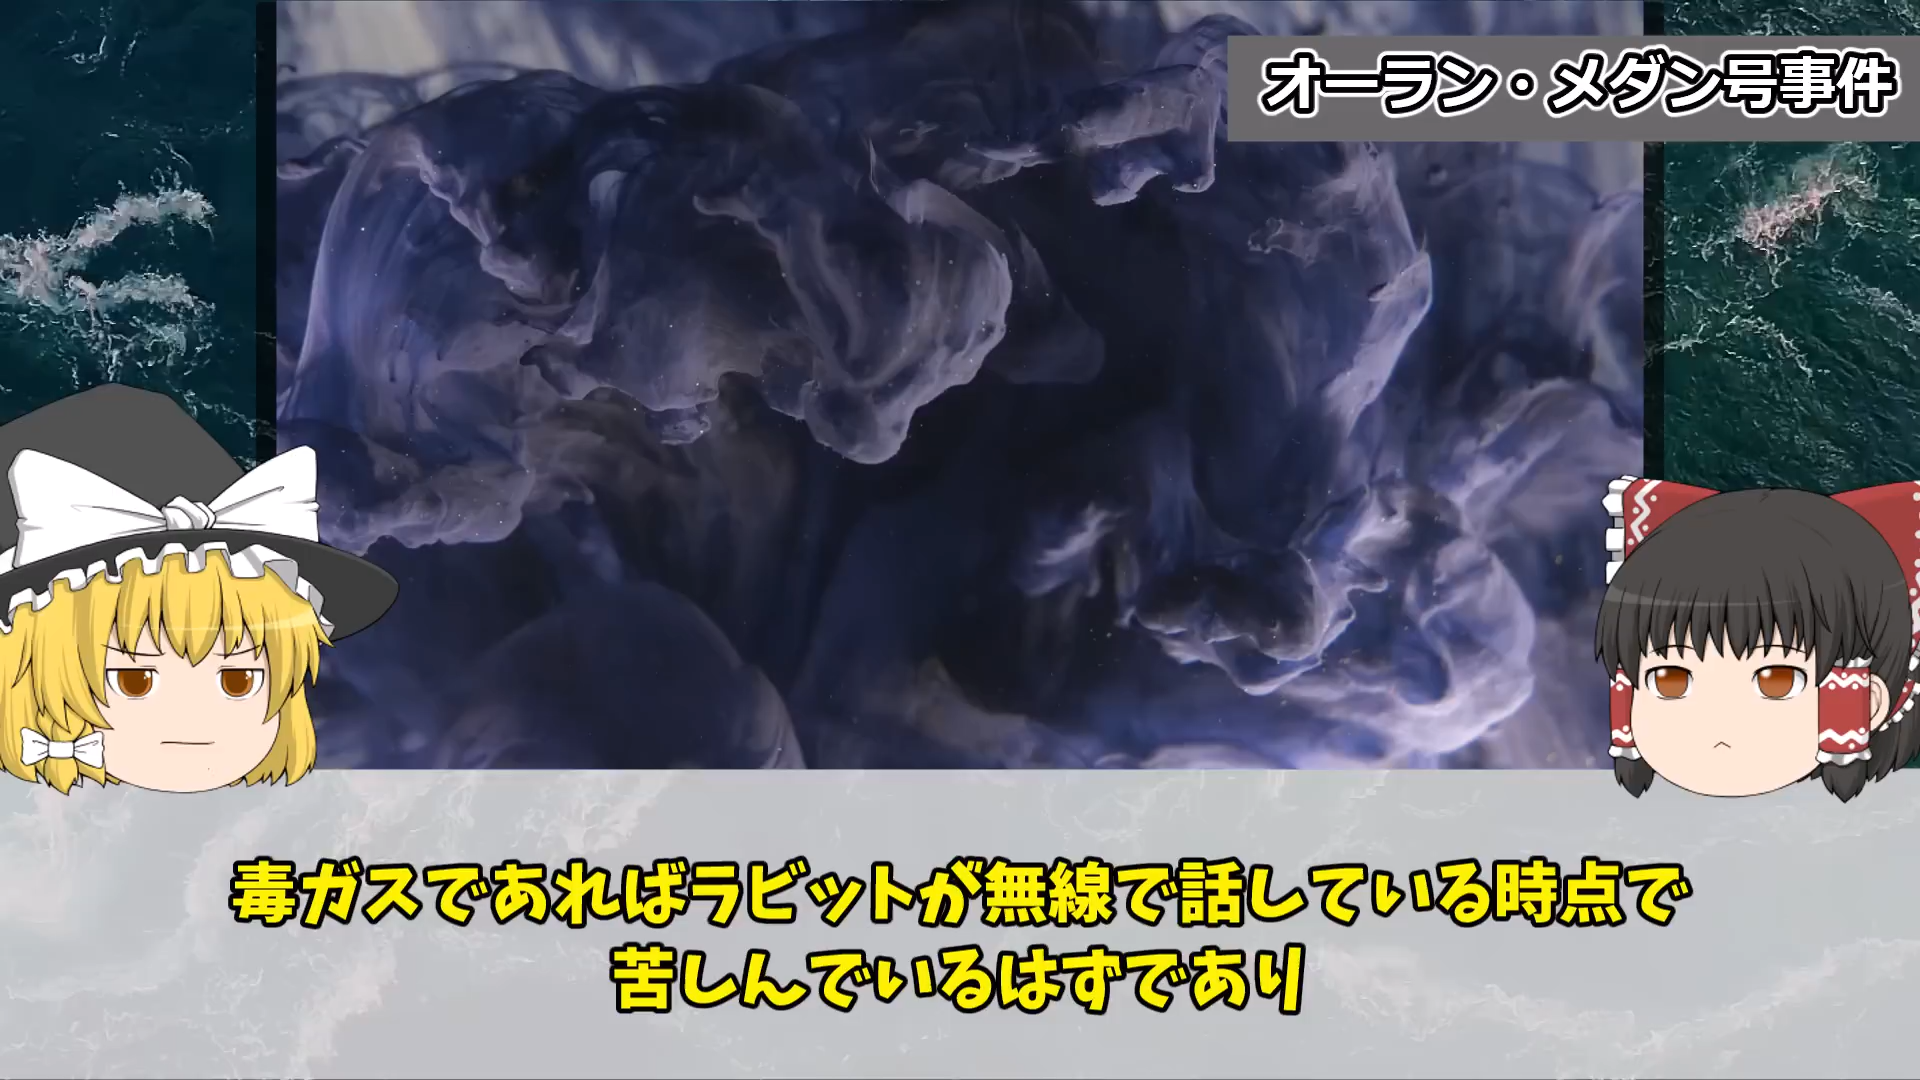 オーラン・メダン号事件
毒ガスであればラビットが無線で話している時点で
苦しんでいるはずであり